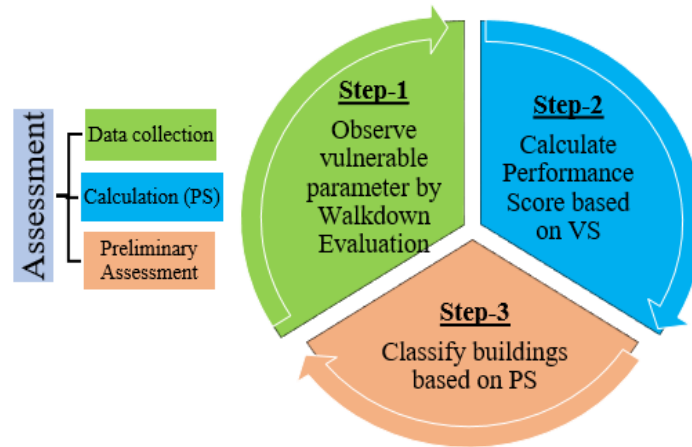 Assessment
Data collection
Calculation (PS)
Preliminary
Assessment
Step-1
Observe
vulnerable
parameter by
Walkdown
Evaluation
Step-2
Calculate
Performance
Score based
on VS
Step-3
Classify buildings
based on PS